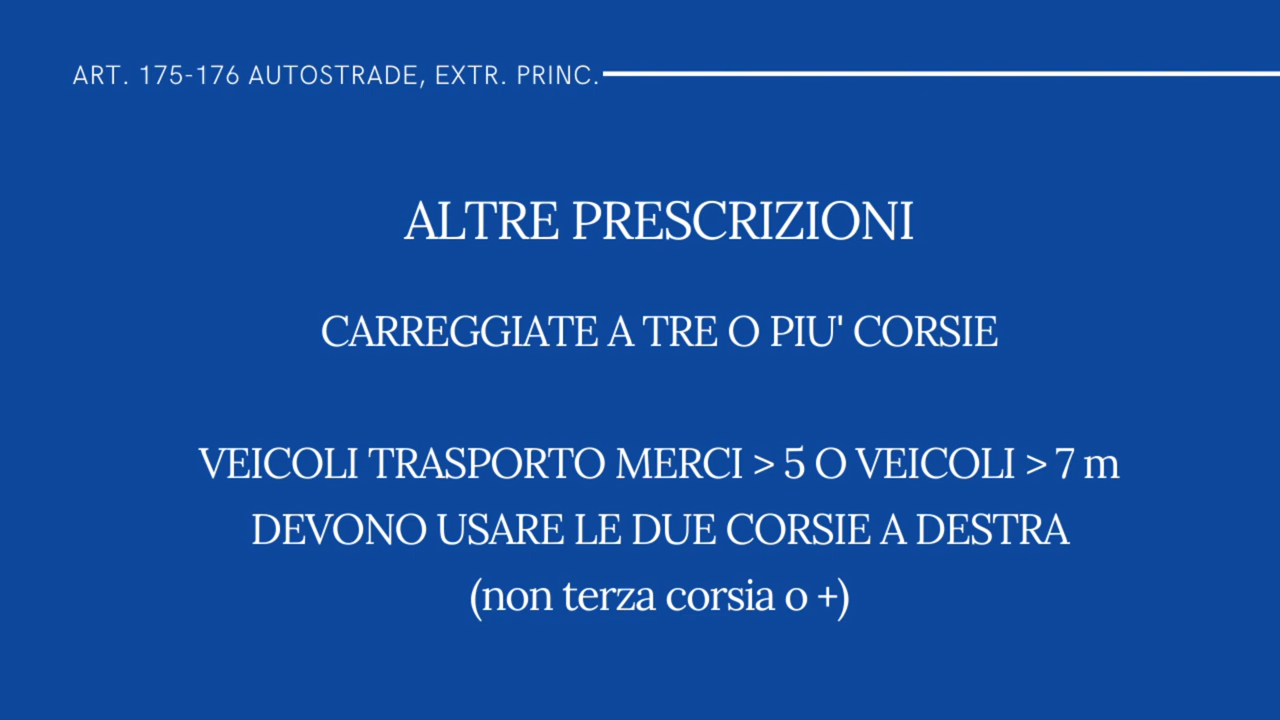 ART. 175-176 AUTOSTRADE, EXTR. PRINC.
ALTRE PRESCRIZIONI
CARREGGIATE A TRE O PIU' CORSIE
VEICOLI TRASPORTO MERCI > 5 O VEICOLI > 7 m
DEVONO USARE LE DUE CORSIE A DESTRA
(non terza corsia o +)